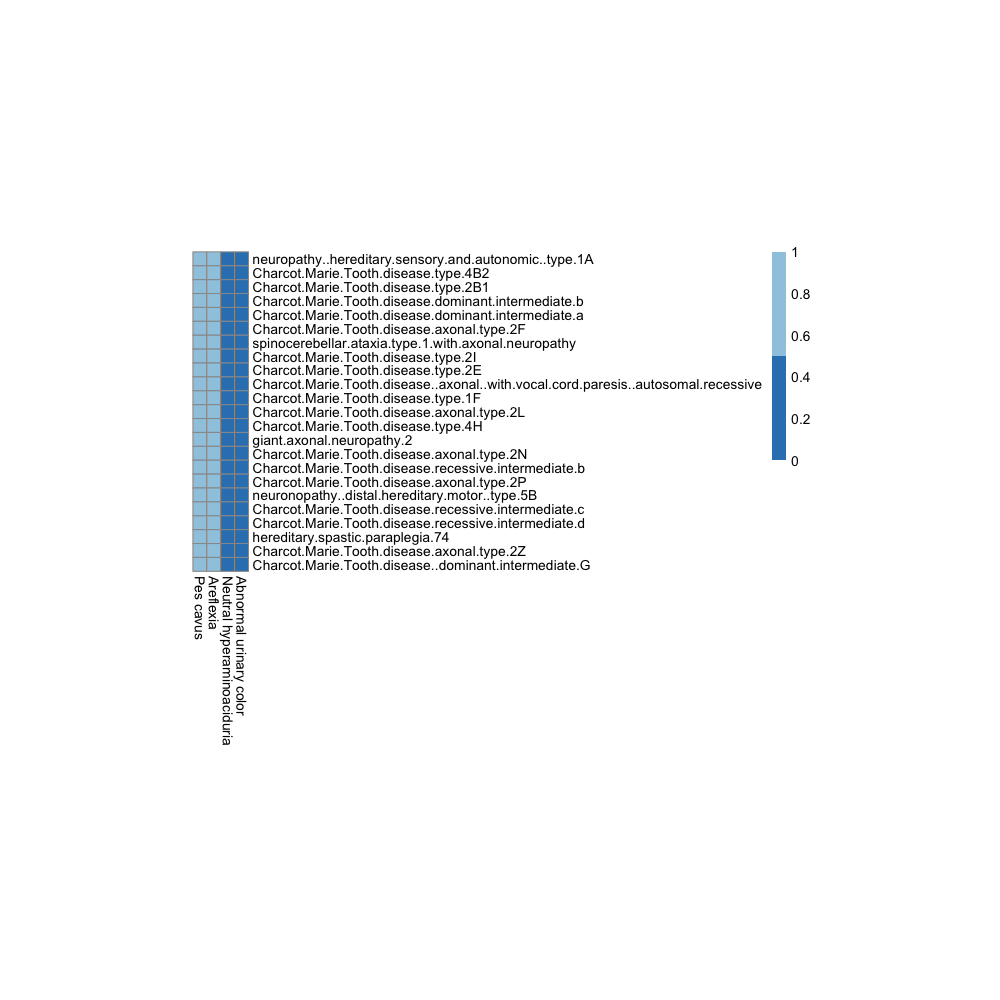 neuropathy..hereditary.sensory.and.autonomic..type.1A
Charcot.Marie.Tooth.disease.type.4B2
Charcot.Marie.Tooth.disease.type.2B1
Charcot.Marie.Tooth.disease.dominant.intermediate.b
Charcot.Marie.Tooth.disease.dominant.intermediate.a
Charcot.Marie.Tooth.disease.axonal.type.2F
spinocerebellar.ataxia.type.1.with.axonal.neuropathy
Charcot.Marie.Tooth.disease.type.2I
Charcot.Marie.Tooth.disease.type.2E
Charcot.Marie.Tooth.disease..axonal..with.vocal.cord.paresis..autosomal.recessive
Charcot.Marie.Tooth.disease.type.1F
Charcot.Marie.Tooth.disease.axonal.type.2L
Charcot.Marie.Tooth.disease.type.4H
giant.axonal.neuropathy.2
Charcot.Marie.Tooth.disease.axonal.type.2N
Charcot.Marie.Tooth.disease.recessive.intermediate.b
Charcot.Marie.Tooth.disease.axonal.type.2P
neuronopathy..distal.hereditary.motor..type.5B
Charcot.Marie.Tooth.disease.recessive.intermediate.c
Charcot.Marie.Tooth.disease.recessive.intermediate.d
hereditary.spastic.paraplegia.74
Charcot.Marie.Tooth.disease.axonal.type.2Z
Charcot.Marie.Tooth.disease..dominant.intermediate.G
Pes cavus
Areflexia
Neutral hyperaminoaciduria
Abnormal urinary color
1
0.8
0.6
0.4
0.2
0